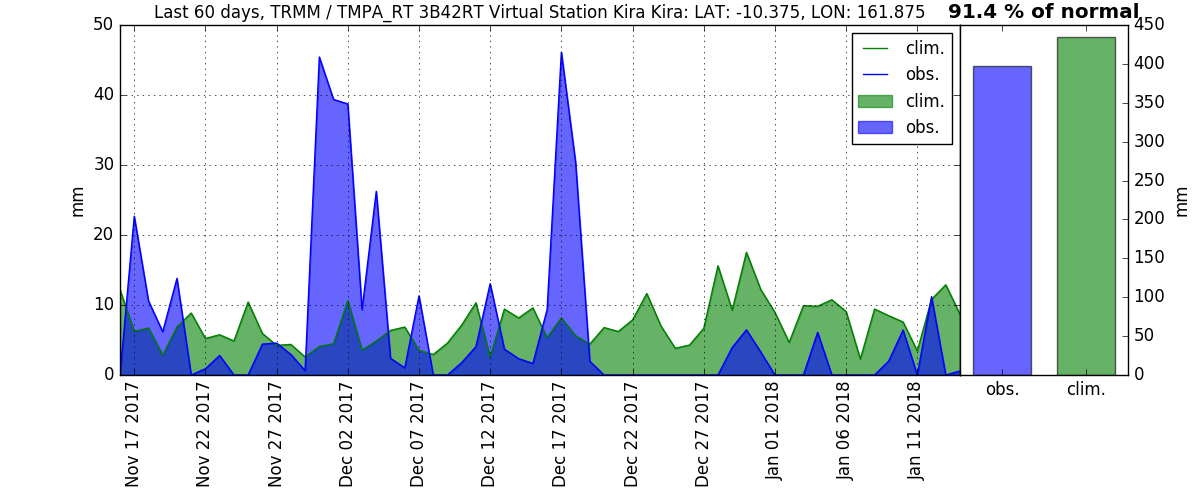 Last 60 days, TRMM / TMPA_RT 3B42RT Virtual Station Kira Kira: LAT: -10.375, LON: 161.875
91.4 % of normal
50
40
30
20
10
0
mm
clim.
obs.
clim.
obs.
450
400
350
300
250
200
150
100
50
0
mm
Nov 17 2017
Nov 22 2017
Nov 27 2017
Dec 02 2017
Dec 07 2017
Dec 12 2017
Dec 17 2017
Dec 22 2017
Dec 27 2017
Jan 01 2018
Jan 06 2018
Jan 11 2018
obs.
clim.